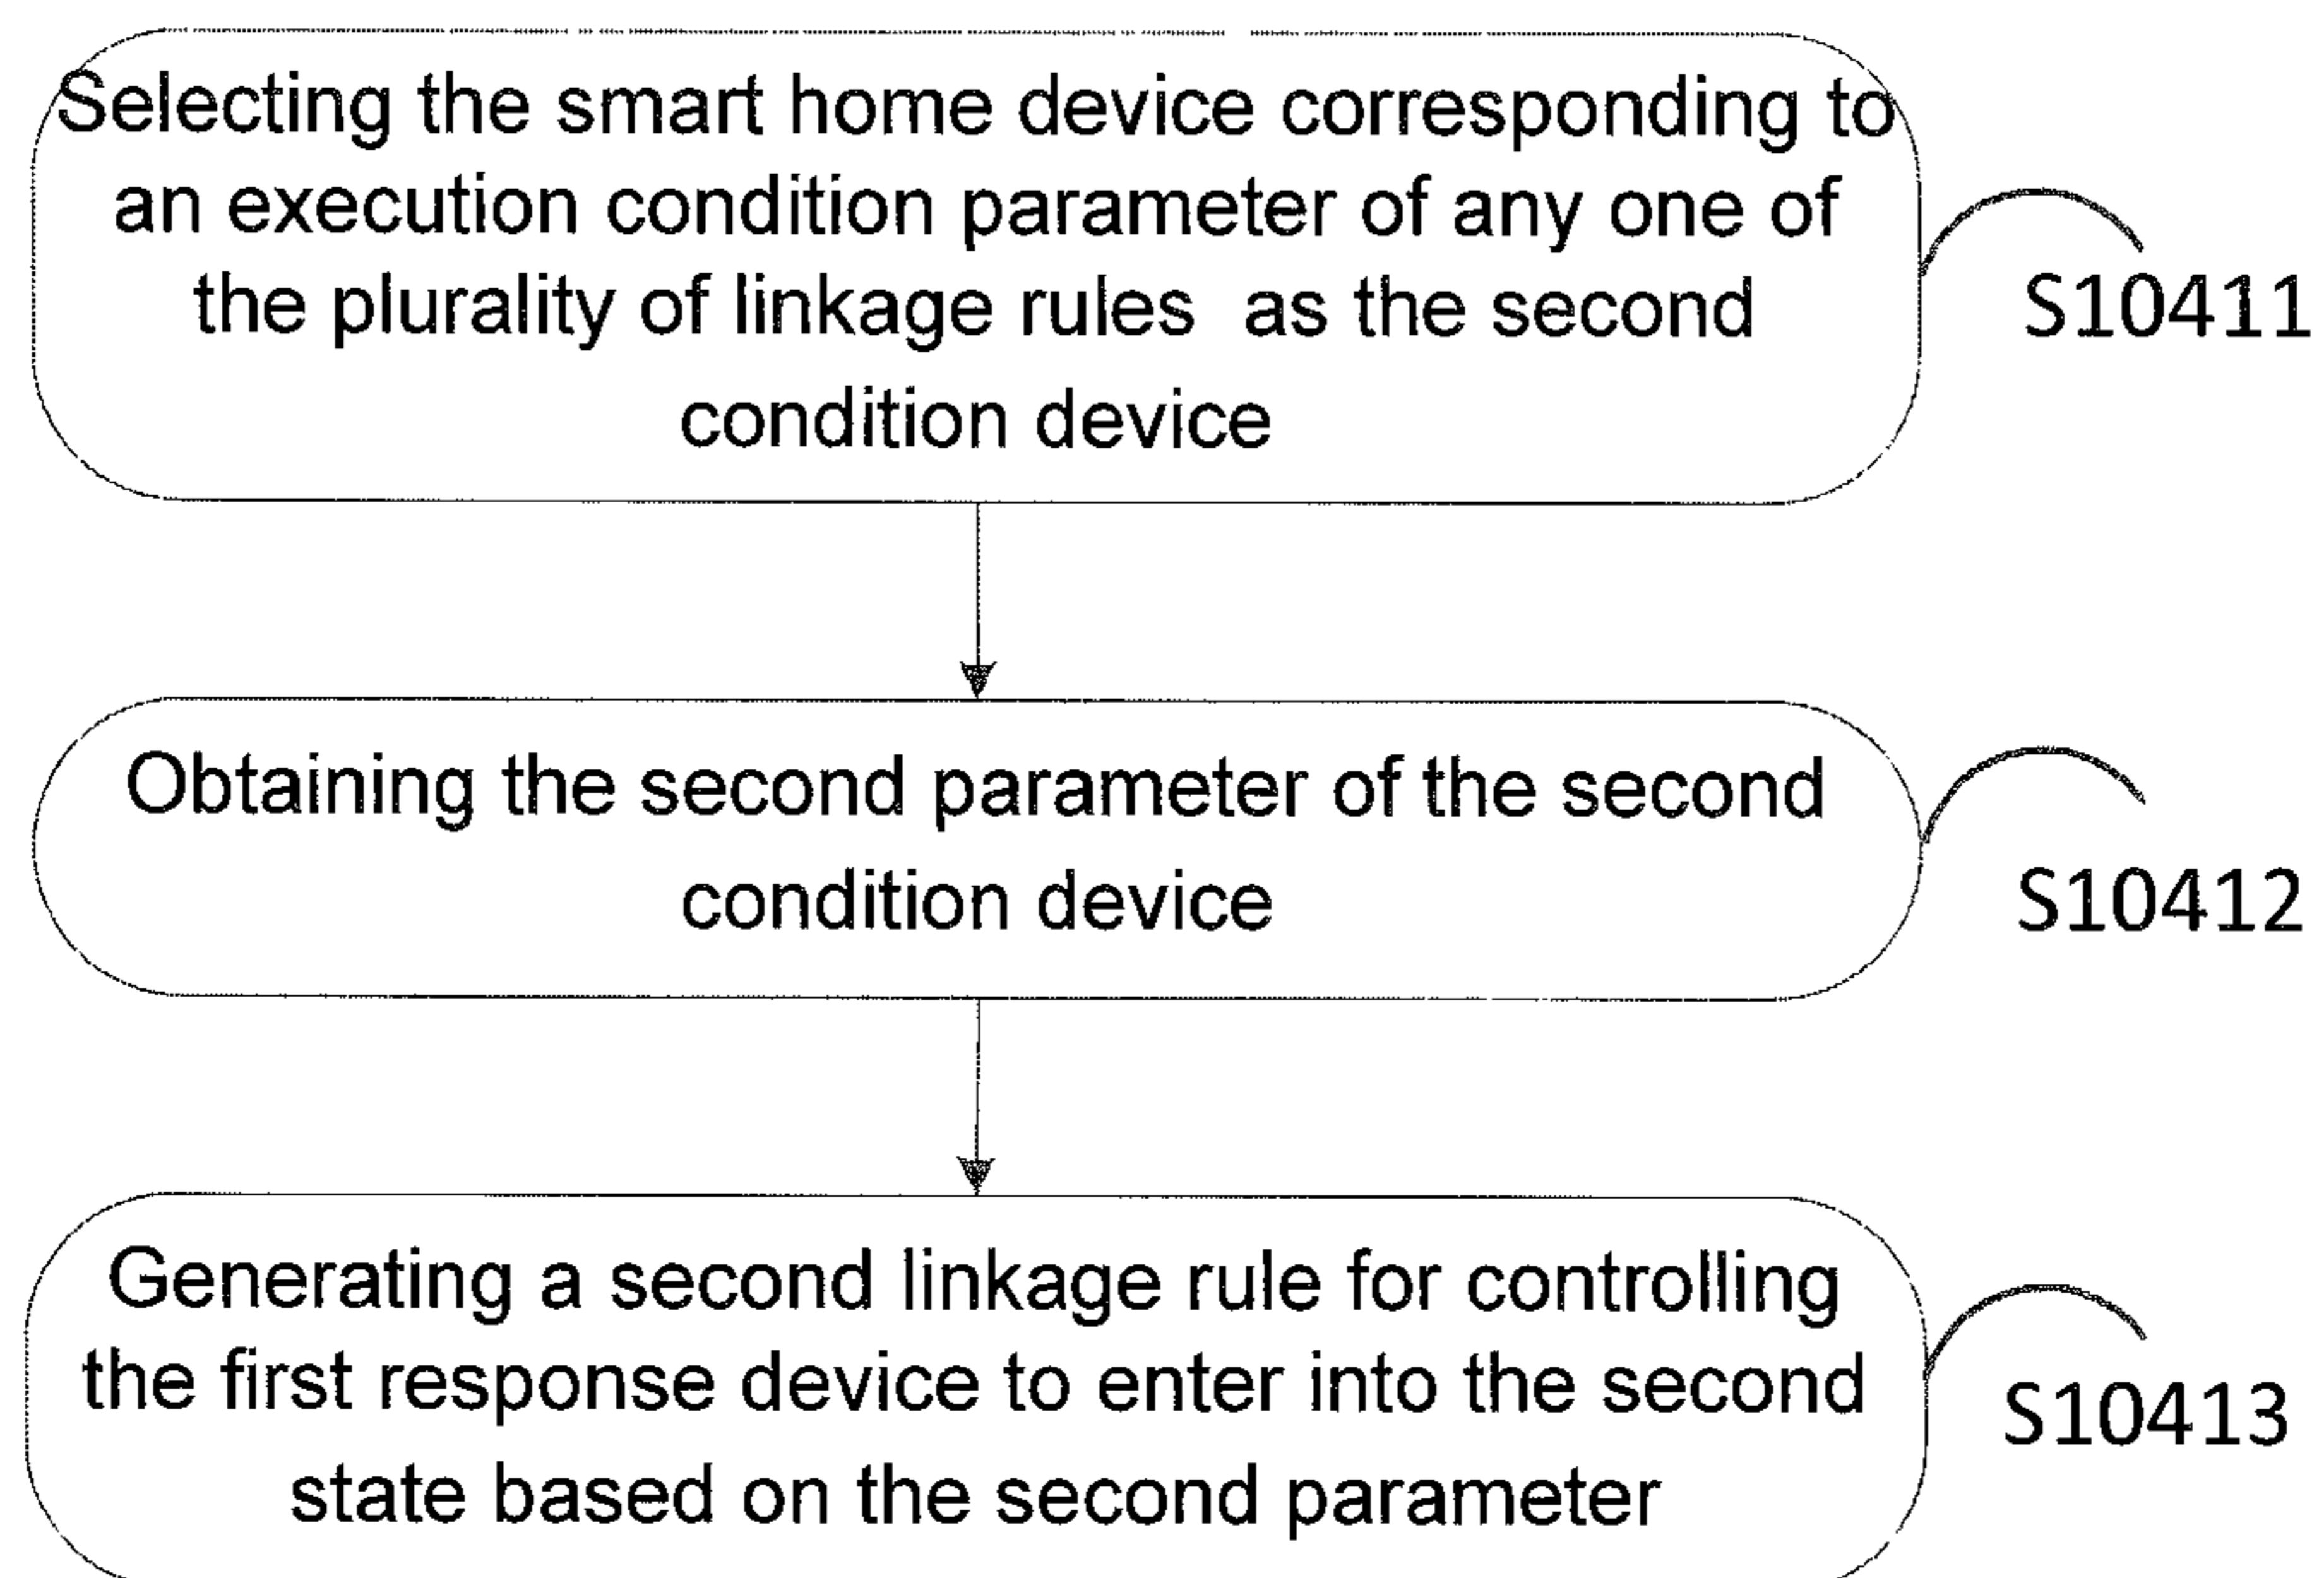 Selecting the smart home device corresponding to
an execution condition parameter of any one of
the plurality of linkage rules as the second
condition device
S10411
Obtaining the second parameter of the second
condition device
S10412
Generating a second linkage rule for controlling
the first response device to enter into the second
state based on the second parameter
S10413